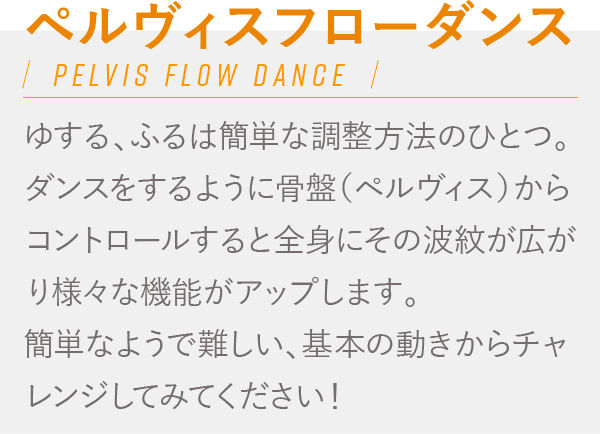 ペルヴィスフローダンス
/ PELVIS FLOW DANCE /
ゆする、ふるは簡単な調整方法のひとつ。
ダンスをするように骨盤（ペルヴィス）から
コントロールすると全身にその波紋が広が
り様々な機能がアップします。
簡単なようで難しい、基本の動きからチャ
レンジしてみてください！